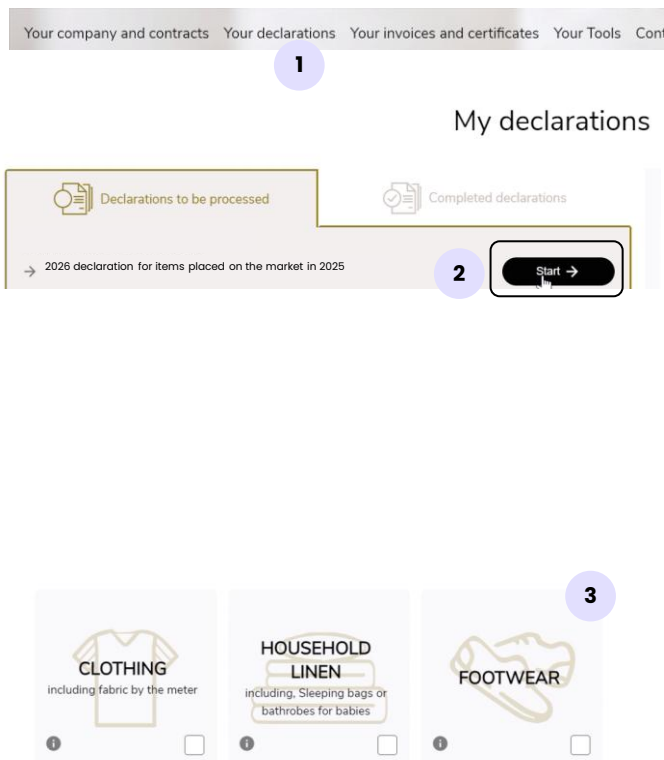 Your company and contracts Your declarations Your invoices and certificates Your Tools
1
My declarations
Declarations to be processed
Completed declarations
2026 declaration for items placed on the market in 2025
2
Start →
3
CLOTHING
including fabric by the meter
HOUSEHOLD
LINEN
including, Sleeping bags or
bathrobes for babies
FOOTWEAR